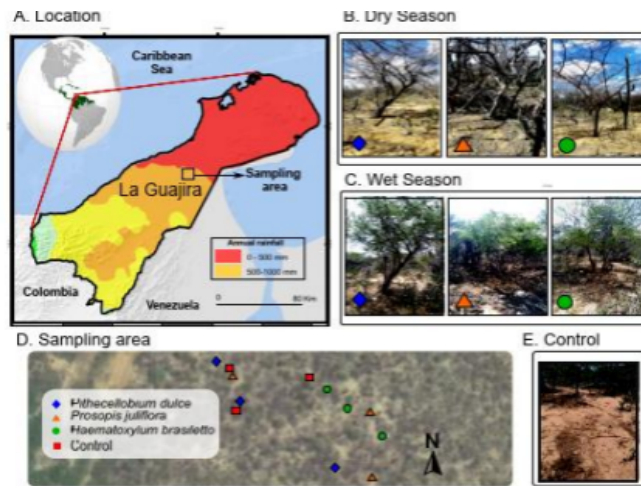 A. Location
Caribbean
Sea
La Guajira
Sampling
area
Annual rainfall
0 - 500 mm
500-1000 mm
Colombia
Venezuela
0
80 Km
B. Dry Season
C. Wet Season
D. Sampling area
Pithecellobium dulce
Prosopis juliflora
Haematoxylum brasiletto
Control
N
E. Control